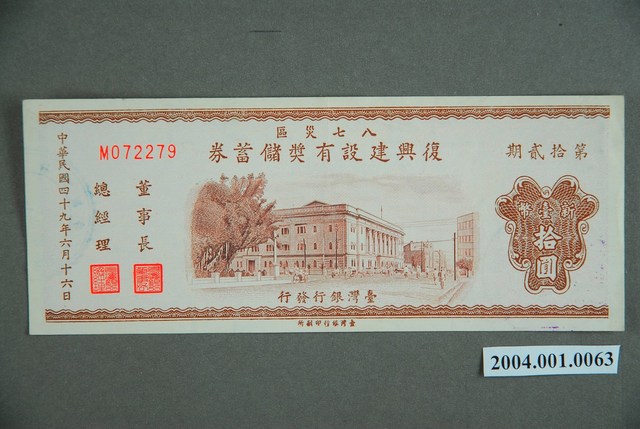 八七災區
復興建設有獎儲蓄券
第拾貳期
M072279
新臺幣
拾圓
董事長
總經理
中華民國四十九年六月十六日
臺灣銀行發行
臺灣銀行印刷所
2004.001.0063